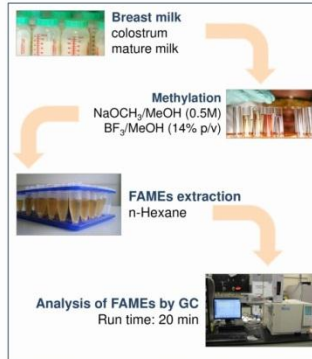 Breast milk
colostrum
mature milk
Methylation
NaOCH₃/MeOH (0.5M)
BF₃/MeOH (14% p/v)
FAMEs extraction
n-Hexane
Analysis of FAMEs by GC
Run time: 20 min